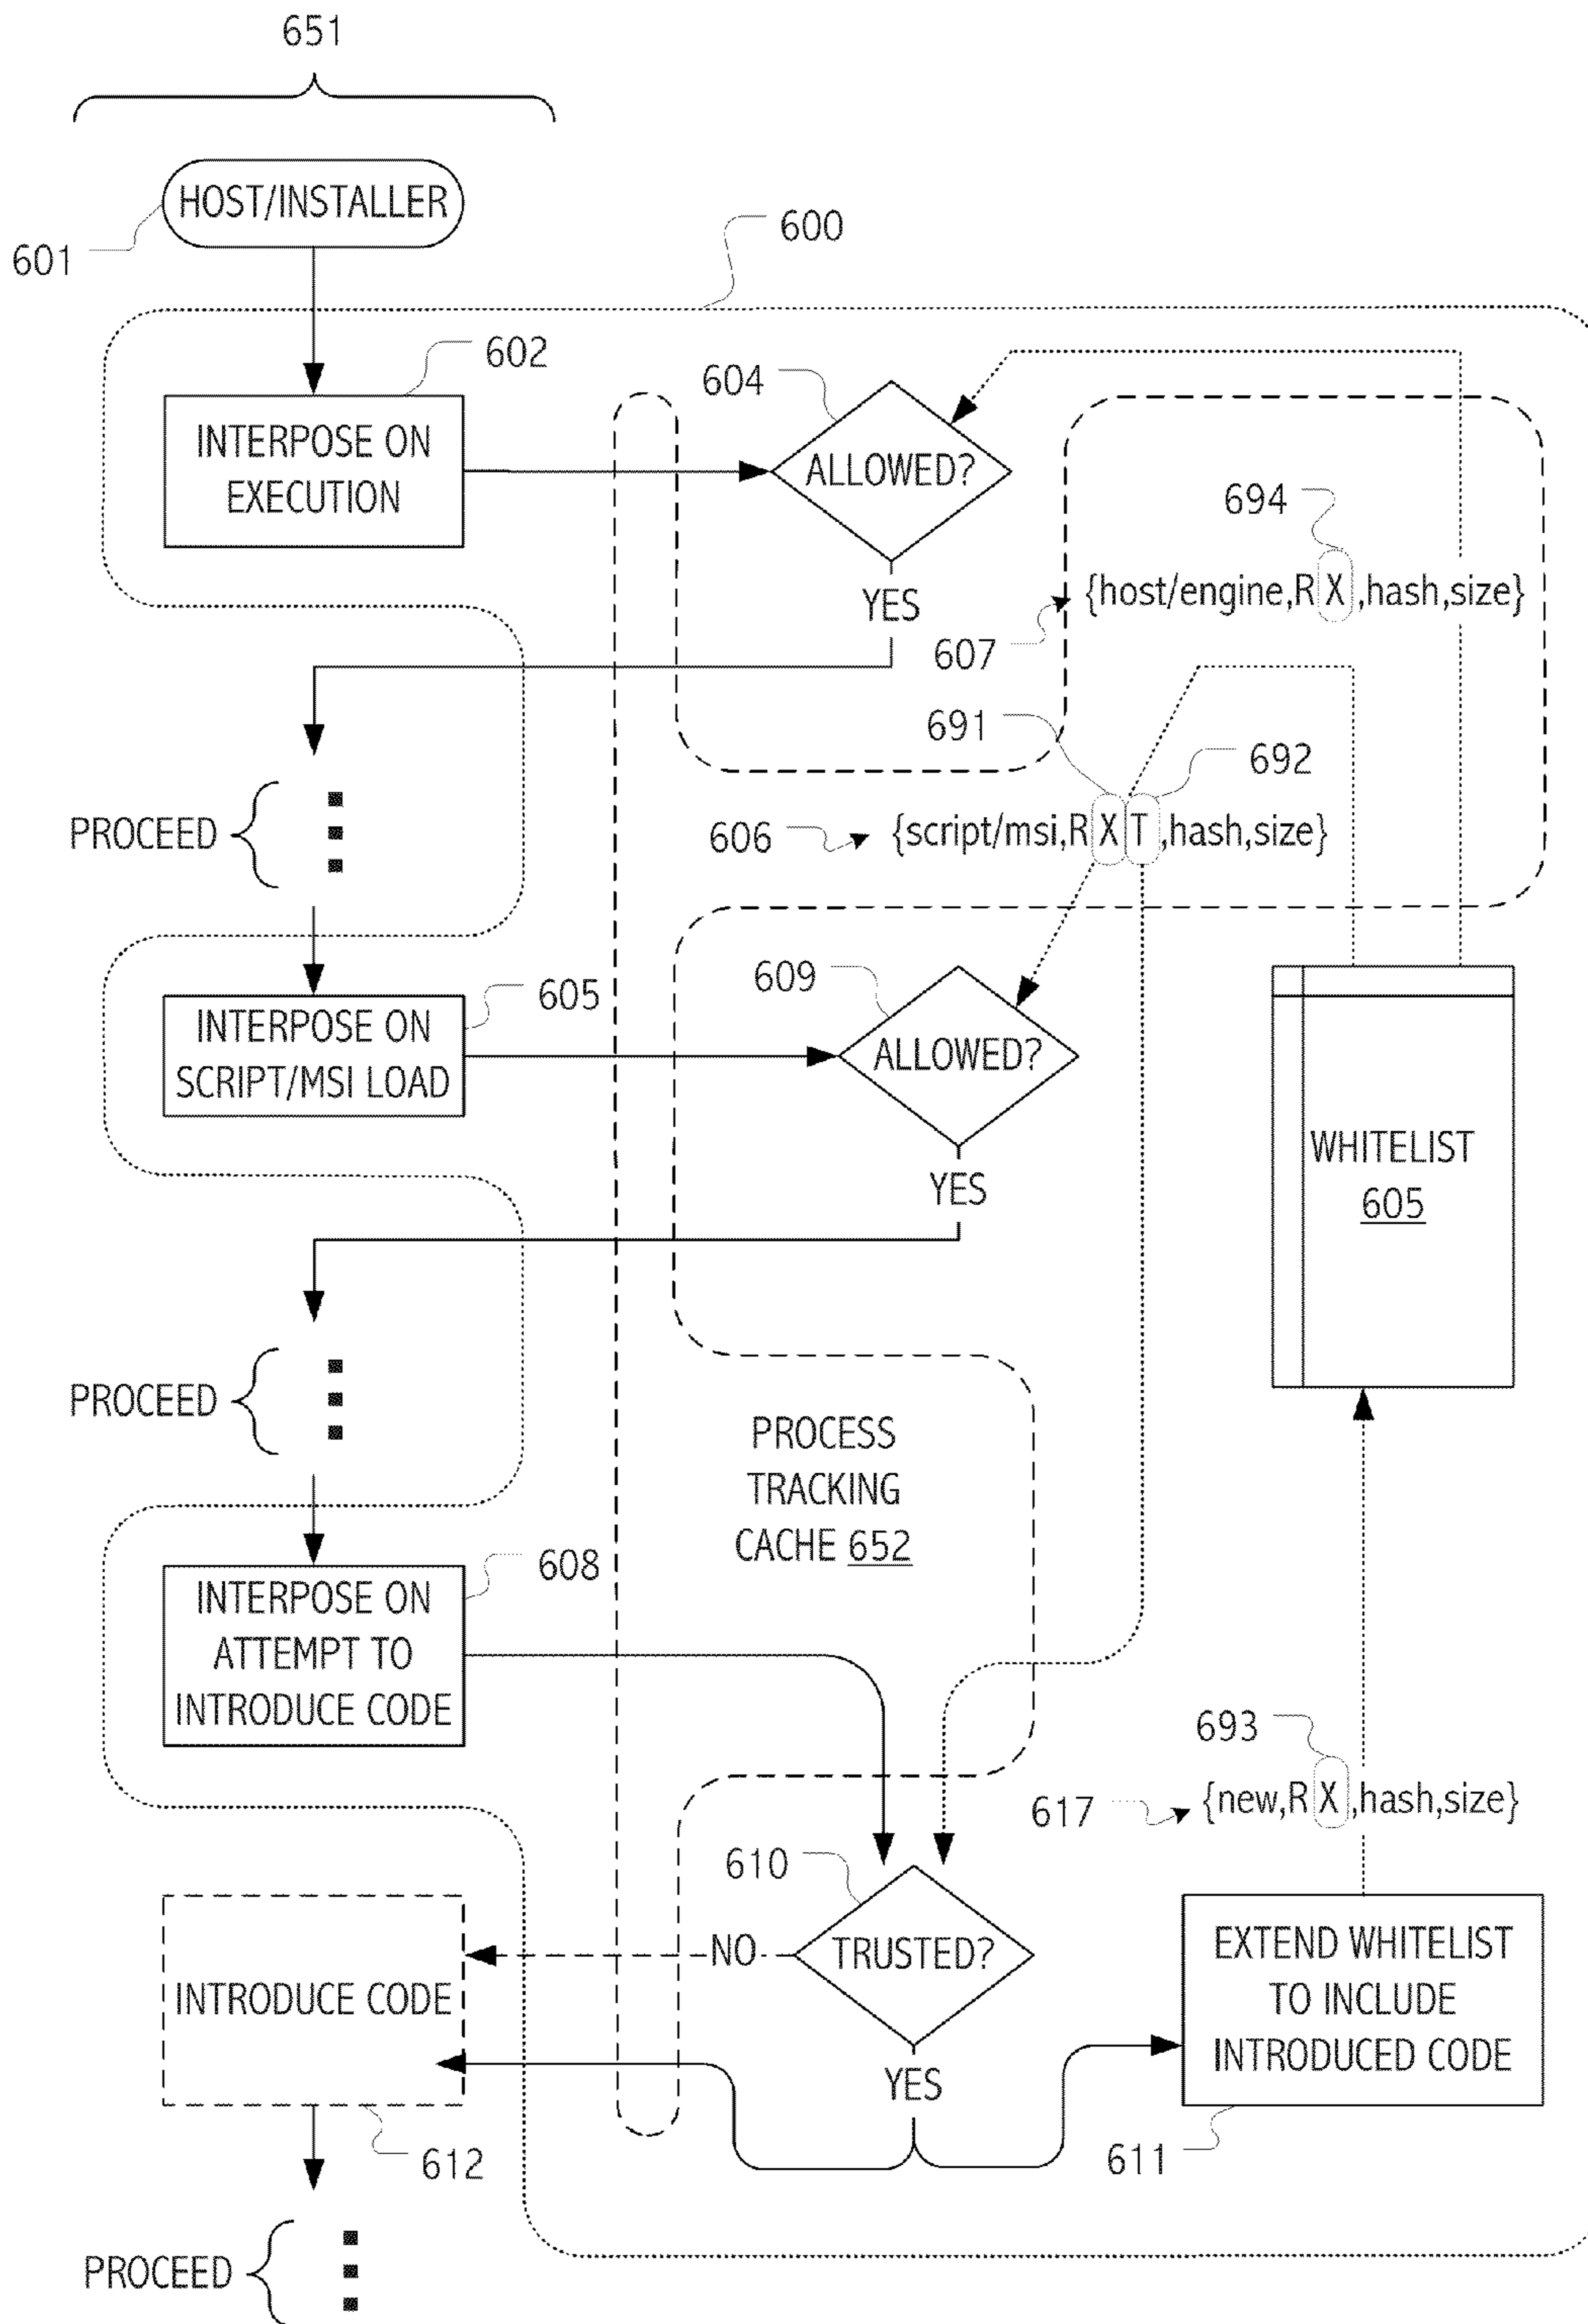 651
HOST/INSTALLER
601
600
602
604
INTERPOSE ON
EXECUTION
ALLOWED?
694
YES
{host/engine,RX,hash,size}
607
691
692
PROCEED
606
{script/msi,RXT,hash,size}
609
605
INTERPOSE ON
SCRIPT/MSI LOAD
ALLOWED?
WHITELIST
605
YES
PROCEED
PROCESS
TRACKING
CACHE 652
608
INTERPOSE ON
ATTEMPT TO
INTRODUCE CODE
693
617
{new,RX,hash,size}
610
NO
TRUSTED?
INTRODUCE CODE
EXTEND WHITELIST
TO INCLUDE
INTRODUCED CODE
YES
612
611
PROCEED